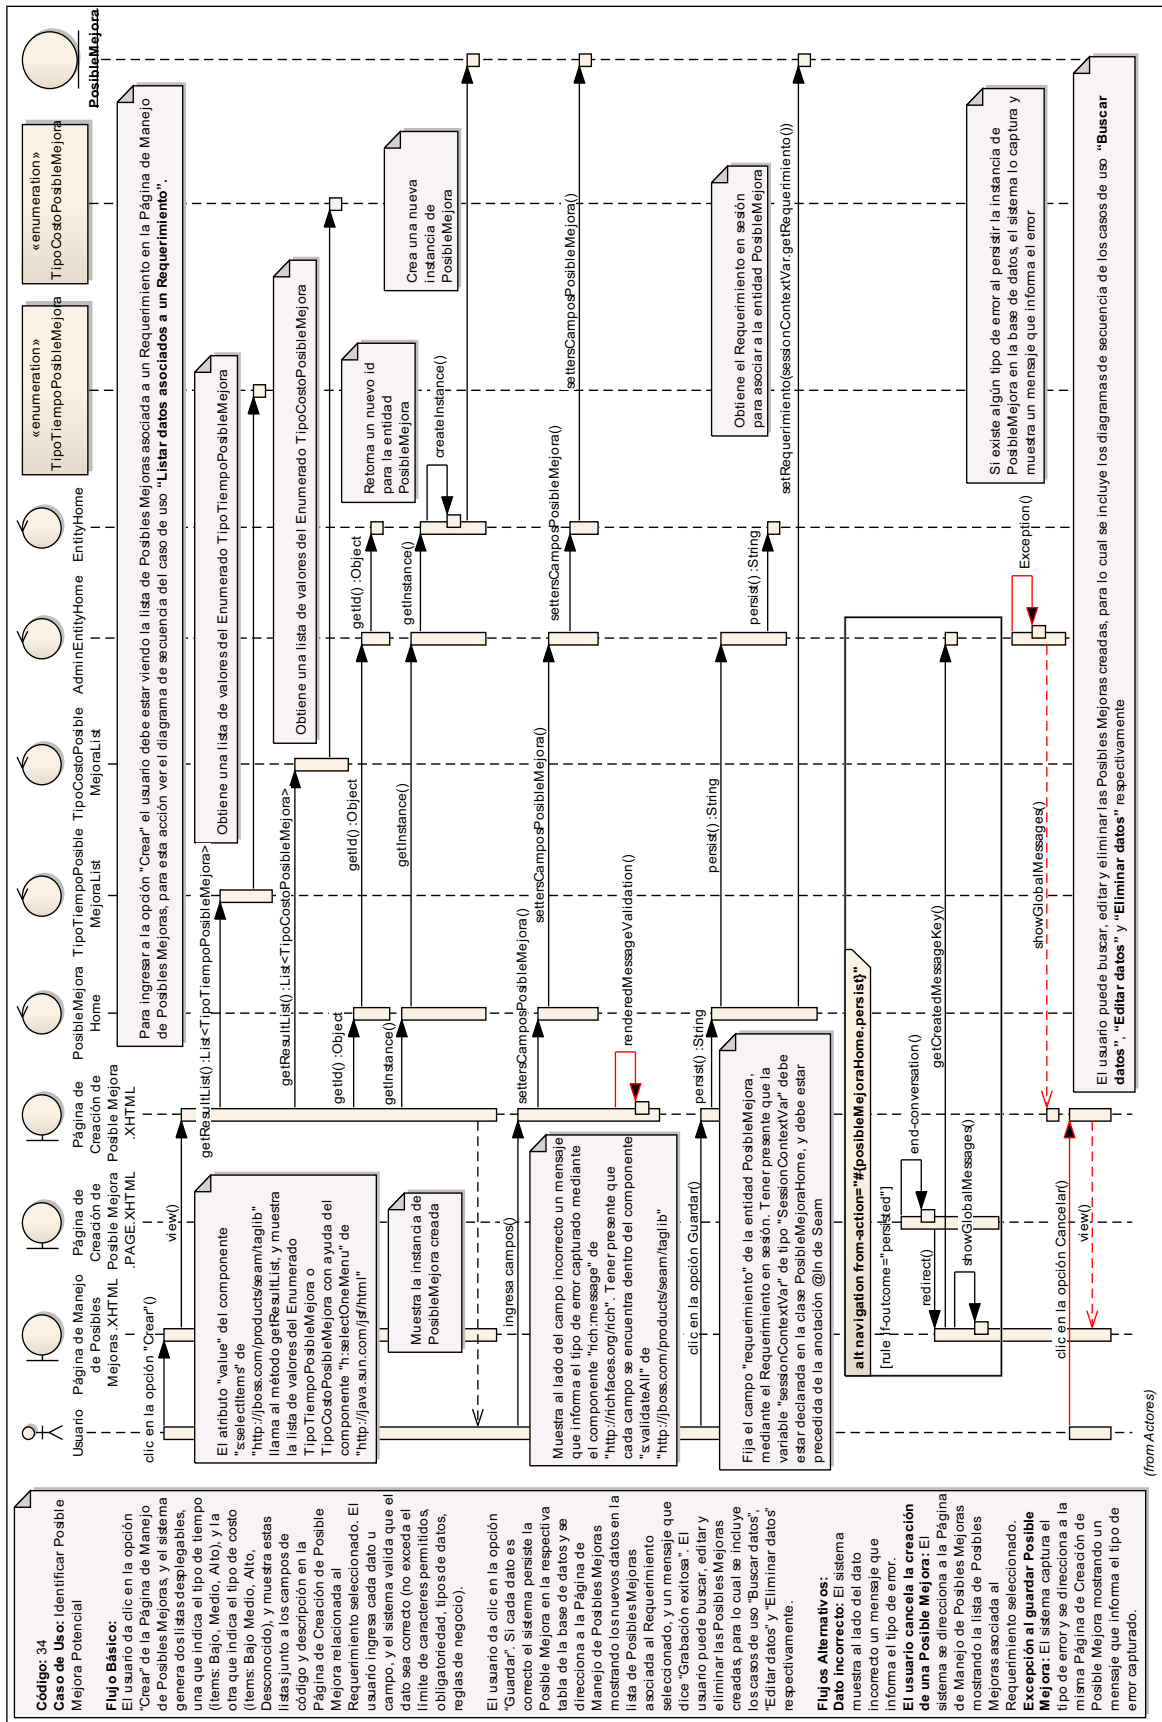 Código: 34
Caso de Uso: Identificar Posible
Mejora Potencial
Flujo Básico:
El usuario da clic en la opción
"Crear" de la Página de Manejo
de Posibles Mejoras, y el sistema
genera dos listas desplegables,
una que indica el tipo de tiempo
(items: Bajo, Medio, Alto), y la
otra que indica el tipo de costo
(items: Bajo Medio, Alto,
Desconocido), y muestra estas
listas junto a los campos de
código y descripción en la
Página de Creación de Posible
Mejora relacionada al
Requerimiento seleccionado. El
usuario ingresa cada dato u
campo, y el sistema valida que el
dato sea correcto (no exceda el
límite de caracteres permitidos,
obligatoriedad, tipos de datos,
reglas de negocio).
El usuario da clic en la opción
"Guardar". Si cada dato es
correcto el sistema persiste la
Posible Mejora en la respectiva
tabla de la base de datos y se
direcciona a la Página de
Manejo de Posibles Mejoras
mostrando los nuevos datos en la
lista de Posibles Mejoras
asociada al Requerimiento
seleccionado, y un mensaje que
dice "Grabación exitosa". El
usuario puede buscar, editar y
eliminar las Posibles Mejoras
creadas, para lo cual se incluye
los casos de uso "Buscar datos",
"Editar datos" y "Eliminar datos"
respectivamente.
Flujos Alternativos:
Dato incorrecto: El sistema
muestra al lado del dato
incorrecto un mensaje que
informa el tipo de error.
El usuario cancela la creación
de una Posible Mejora: El
sistema se direcciona a la Página
de Manejo de Posibles Mejoras
mostrando la lista de Posibles
Mejoras asociada al
Requerimiento seleccionado.
Excepción al guardar Posible
Mejora: El sistema captura el
tipo de error y se direcciona a la
misma Página de Creación de
Posible Mejora mostrando un
mensaje que informa el tipo de
error capturado.
Usuario
Página de Manejo
de Posibles
Mejoras.XHTML
Página de
Creación de
Posible Mejora
.PAGE.XHTML
Página de
Creación de
Posible Mejora
.XHTML
PosibleMejora
Home
TipoTiempoPosible
MejoraList
TipoCostoPosible
MejoraList
AdminEntityHome
EntityHome
«enumeration»
TipoTiempoPosibleMejora
«enumeration»
TipoCostoPosibleMejora
PosibleMejora
Para ingresar a la opción "Crear" el usuario debe estar viendo la lista de Posibles Mejoras asociada a un Requerimiento en la Página de Manejo
de Posibles Mejoras, para esta acción ver el diagrama de secuencia del caso de uso "Listar datos asociados a un Requerimiento".
clic en la opción "Crear"()
view()
getResultList() :List<TipoTiempoPosibleMejora>
Obtiene una lista de valores del Enumerado TipoTiempoPosibleMejora
El atributo "value" del componente
"s:selectItems" de
"http://jboss.com/products/seam/taglib"
llama al método getResultList, y muestra
la lista de valores del Enumerado
TipoTiempoPosibleMejora o
TipoCostoPosibleMejora con ayuda del
componente "h:selectOneMenu" de
"http://java.sun.com/jsf/html"
getResultList() :List<TipoCostoPosibleMejora>
Obtiene una lista de valores del Enumerado TipoCostoPosibleMejora
getId() :Object
getId() :Object
getId() :Object
Retorna un nuevo id
para la entidad
PosibleMejora
getInstance()
getInstance()
getInstance()
createInstance()
Crea una nueva
instancia de
PosibleMejora
Muestra la instancia de
PosibleMejora creada
ingresa campos()
settersCamposPosibleMejora()
settersCamposPosibleMejora()
settersCamposPosibleMejora()
settersCamposPosibleMejora()
renderedMessageValidation()
Muestra al lado del campo incorrecto un mensaje
que informa el tipo de error capturado mediante
el componente "rich:message" de
"http://richfaces.org/rich". Tener presente que
cada campo se encuentra dentro del componente
"s:validateAll" de
"http://jboss.com/products/seam/taglib"
clic en la opción Guardar()
persist() :String
persist() :String
persist() :String
setRequerimiento(sessionContextVar.getRequerimiento())
Obtiene el Requerimiento en sesión
para asociar a la entidad PosibleMejora
Fija el campo "requerimiento" de la entidad PosibleMejora,
mediante el Requerimiento en sesión. Tener presente que la
variable "sessionContextVar" de tipo "SessionContextVar" debe
estar declarada en la clase PosibleMejoraHome, y debe estar
precedida de la anotación @In de Seam
alt navigation from-action="#{posibleMejoraHome.persist}"
[rule if-outcome="persisted"]
end-conversation()
redirect()
getCreatedMessageKey()
showGlobalMessages()
Exception()
Si existe algún tipo de error al persistir la instancia de
PosibleMejora en la base de datos, el sistema lo captura y
muestra un mensaje que informa el error
showGlobalMessages()
clic en la opción Cancelar()
view()
El usuario puede buscar, editar y eliminar las Posibles Mejoras creadas, para lo cual se incluye los diagramas de secuencia de los casos de uso "Buscar
datos", "Editar datos" y "Eliminar datos" respectivamente
(from Actores)